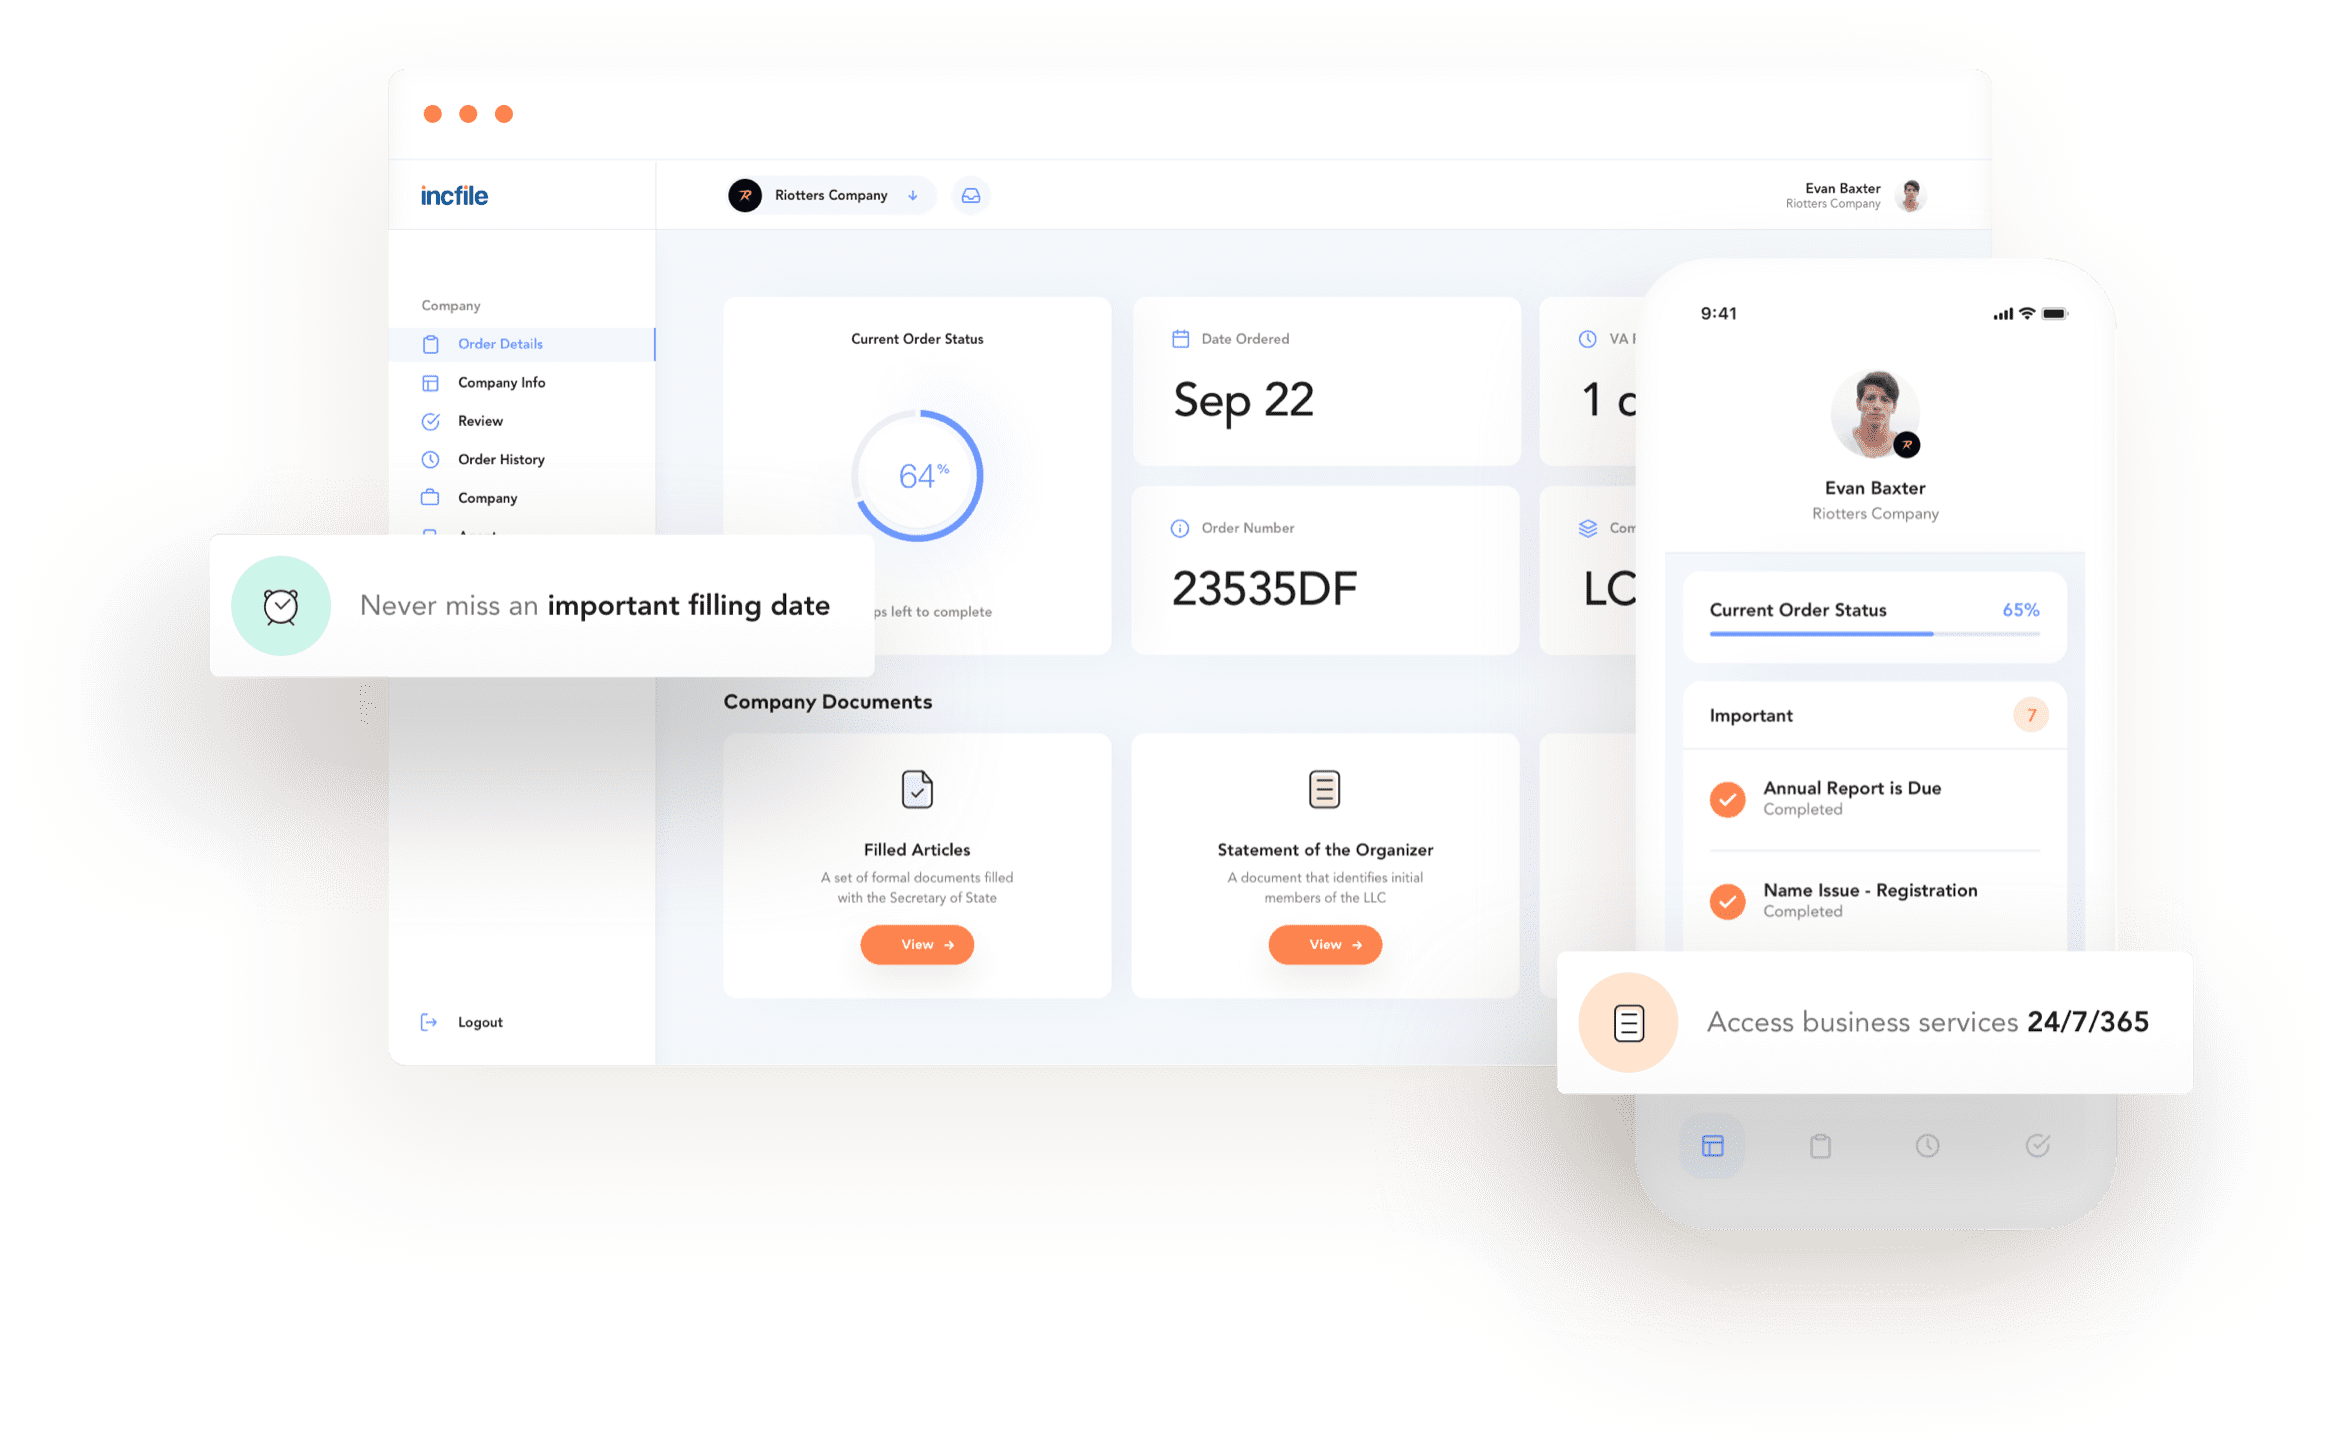 incfile
Riotters Company
Evan Baxter
Riotters Company
Company
Order Details
Company Info
Review
Order History
Company
Logout
Never miss an important filling date
Current Order Status
64%
left to complete
Date Ordered
Sep 22
Order Number
23535DF
VA
1
Company Documents
Filled Articles
A set of formal documents filled
with the Secretary of State
View
Statement of the Organizer
A document that identifies initial
members of the LLC
View
9:41
Evan Baxter
Riotters Company
Current Order Status 65%
Important 7
Annual Report is Due
Completed
Name Issue - Registration
Completed
Access business services 24/7/365